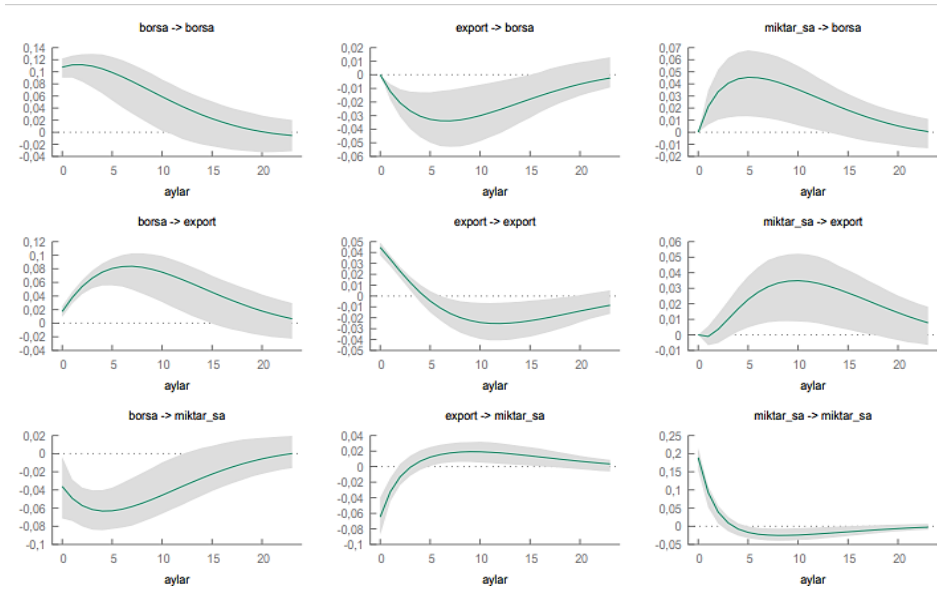 borsa -> borsa
0,14
0,12
0,1
0,08
0,06
0,04
0,02
0
-0,02
-0,04
0 5 10 15 20
aylar
export -> borsa
0,02
0,01
0
-0,01
-0,02
-0,03
-0,04
-0,05
-0,06
0 5 10 15 20
aylar
miktar_sa -> borsa
0,07
0,06
0,05
0,04
0,03
0,02
0,01
0
-0,01
-0,02
0 5 10 15 20
aylar
borsa -> export
0,12
0,1
0,08
0,06
0,04
0,02
0
-0,02
-0,04
0 5 10 15 20
aylar
export -> export
0,05
0,04
0,03
0,02
0,01
0
-0,01
-0,02
-0,03
-0,04
-0,05
0 5 10 15 20
aylar
miktar_sa -> export
0,06
0,05
0,04
0,03
0,02
0,01
0
-0,01
0 5 10 15 20
aylar
borsa -> miktar_sa
0,02
0
-0,02
-0,04
-0,06
-0,08
-0,1
0 5 10 15 20
aylar
export -> miktar_sa
0,04
0,02
0
-0,02
-0,04
-0,06
-0,08
-0,1
0 5 10 15 20
aylar
miktar_sa -> miktar_sa
0,25
0,2
0,15
0,1
0,05
0
-0,05
0 5 10 15 20
aylar